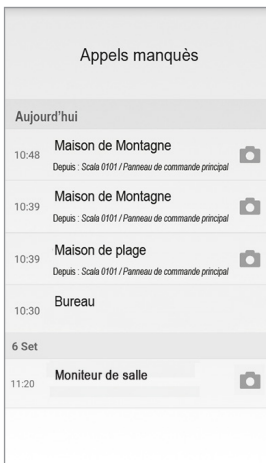 Appels manquès
Aujourd'hui
10:48 Maison de Montagne
Depuis : Scala 0101 / Panneau de commande principal
10:39 Maison de Montagne
Depuis : Scala 0101 / Panneau de commande principal
10:39 Maison de plage
Depuis : Scala 0101 / Panneau de commande principal
10:30 Bureau
6 Set
11:20 Moniteur de salle